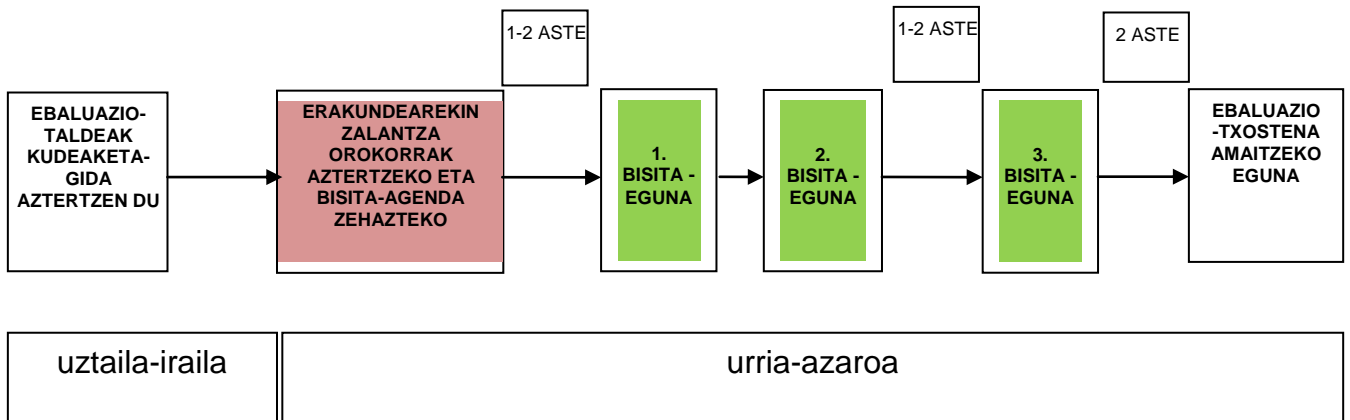 1-2 ASTE
1-2 ASTE
2 ASTE
EBALUAZIO-
TALDEAK
KUDEAKETA-
GIDA
AZTERTZEN DU
ERAKUNDEAREKIN
ZALANTZA
OROKORRAK
AZTERTZEKO ETA
BISITA-AGENDA
ZEHAZTEKO
1.
BISITA -
EGUNA
2.
BISITA -
EGUNA
3.
BISITA -
EGUNA
EBALUAZIO
-TXOSTENA
AMAITZEKO
EGUNA
uztaila-iraila
urria-azaroa